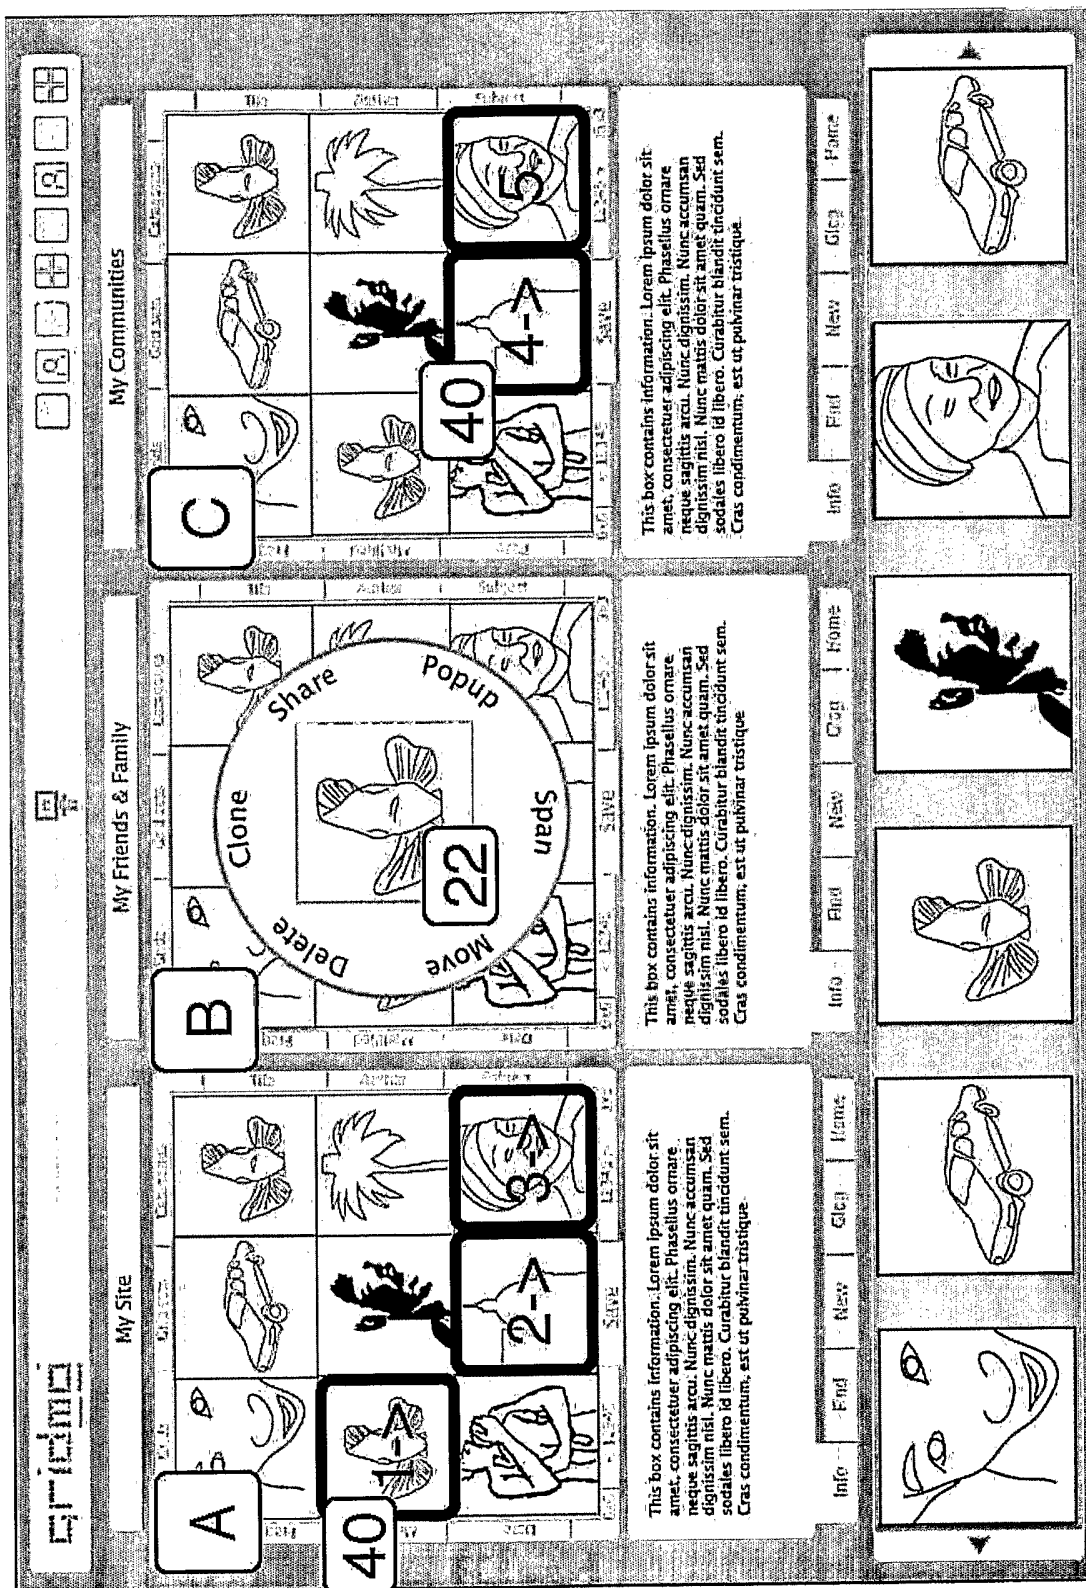 gridmo
My Site
My Friends & Family
My Communities
A
B
C
Title
Author
Subject
Title
Author
Subject
Title
Author
Subject
40
1->
2->
3->
Save
Clone
Share
Popup
Span
Move
Delete
22
Save
40
4->
5
Save
This box contains information. Lorem ipsum dolor sit
amet, consectetuer adipiscing elit. Phasellus ornare
neque sagittis arcu. Nunc dignissim. Nunc accumsan
dignissim nisl. Nunc mattis dolor sit amet quam. Sed
sodales libero id libero. Curabitur blandit tincidunt sem.
Cras condimentum, est ut pulvinar tristique
This box contains information. Lorem ipsum dolor sit
amet, consectetuer adipiscing elit. Phasellus ornare
neque sagittis arcu. Nunc dignissim. Nunc accumsan
dignissim nisl. Nunc mattis dolor sit amet quam. Sed
sodales libero id libero. Curabitur blandit tincidunt sem.
Cras condimentum, est ut pulvinar tristique
This box contains information. Lorem ipsum dolor sit
amet, consectetuer adipiscing elit. Phasellus ornare
neque sagittis arcu. Nunc dignissim. Nunc accumsan
dignissim nisl. Nunc mattis dolor sit amet quam. Sed
sodales libero id libero. Curabitur blandit tincidunt sem.
Cras condimentum, est ut pulvinar tristique.
Info Find New Glog Home
Info Find New Glog Home
Info Find New Glog Home